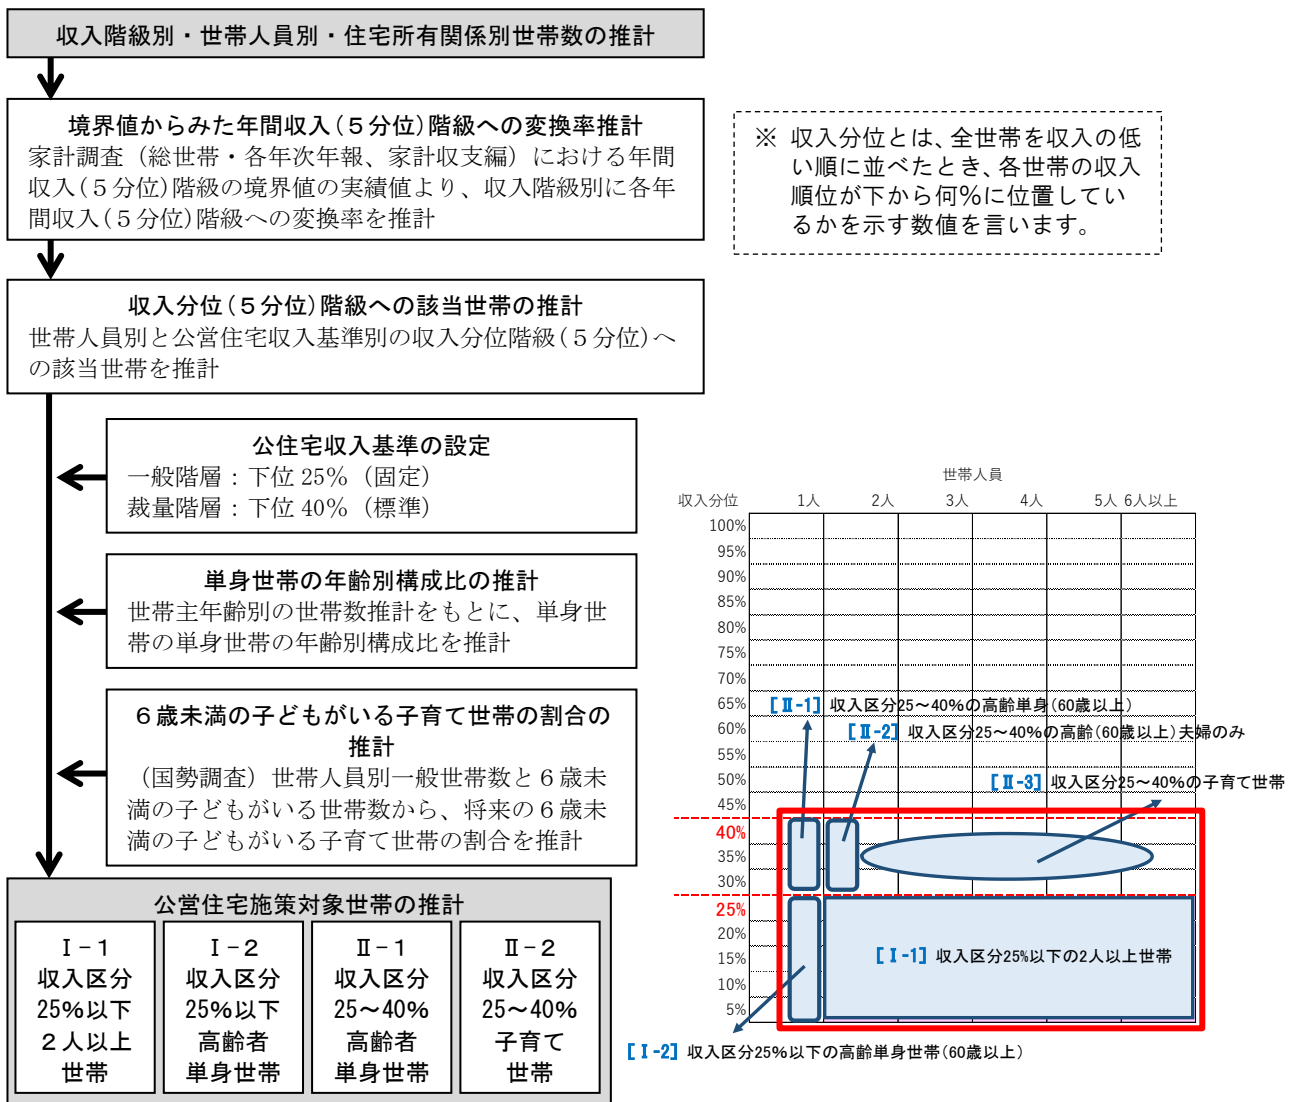 収入階級別・世帯人員別・住宅所有関係別世帯数の推計
境界値からみた年間収入(５分位)階級への変換率推計
家計調査（総世帯・各年次年報、家計収支編）における年間
収入(５分位)階級の境界値の実績値より、収入階級別に各年
間収入(５分位)階級への変換率を推計
※ 収入分位とは、全世帯を収入の低
い順に並べたとき、各世帯の収入
順位が下から何％に位置してい
るかを示す数値を言います。
収入分位(５分位)階級への該当世帯の推計
世帯人員別と公営住宅収入基準別の収入分位階級(５分位)へ
の該当世帯を推計
公住宅収入基準の設定
一般階層：下位 25％（固定）
裁量階層：下位 40％（標準）
単身世帯の年齢別構成比の推計
世帯主年齢別の世帯数推計をもとに、単身世
帯の単身世帯の年齢別構成比を推計
６歳未満の子どもがいる子育て世帯の割合の
推計
（国勢調査）世帯人員別一般世帯数と６歳未
満の子どもがいる世帯数から、将来の６歳未
満の子どもがいる子育て世帯の割合を推計
公営住宅施策対象世帯の推計
Ⅰ－１
収入区分
25％以下
２人以上
世帯
Ⅰ－２
収入区分
25％以下
高齢者
単身世帯
Ⅱ－１
収入区分
25～40％
高齢者
単身世帯
Ⅱ－２
収入区分
25～40％
子育て
世帯
世帯人員
収入分位 1人 2人 3人 4人 5人 6人以上
100%
95%
90%
85%
80%
75%
70%
65%
[Ⅱ-1] 収入区分25～40％の高齢単身(60歳以上)
60%
[Ⅱ-2] 収入区分25～40％の高齢(60歳以上)夫婦のみ
55%
50%
[Ⅱ-3] 収入区分25～40％の子育て世帯
45%
40%
35%
30%
25%
20%
15%
[Ⅰ-1] 収入区分25％以下の2人以上世帯
10%
5%
[Ⅰ-2] 収入区分25％以下の高齢単身世帯(60歳以上)